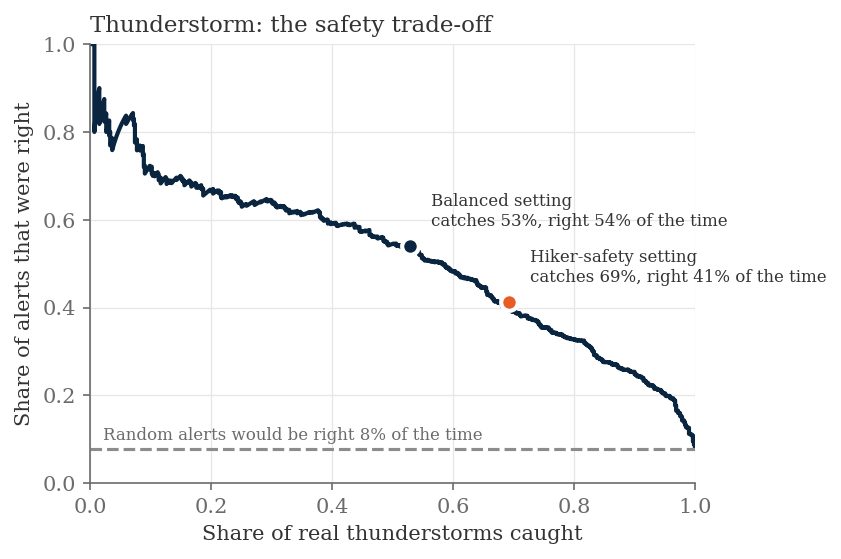 Thunderstorm: the safety trade-off
1.0
0.8
0.6
0.4
0.2
0.0
Share of alerts that were right
Balanced setting
catches 53%, right 54% of the time
Hiker-safety setting
catches 69%, right 41% of the time
Random alerts would be right 8% of the time
0.0 0.2 0.4 0.6 0.8 1.0
Share of real thunderstorms caught